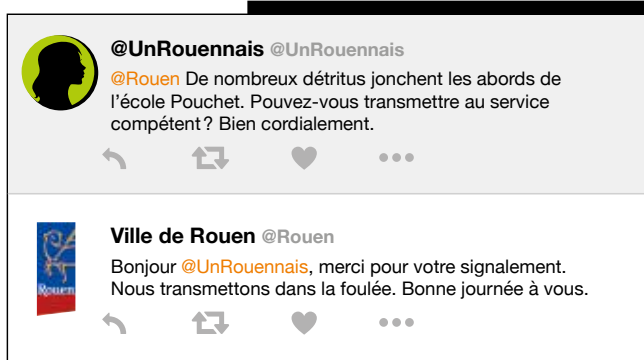 @UnRouennais @UnRouennais
@Rouen De nombreux détritus jonchent les abords de
l’école Pouchet. Pouvez-vous transmettre au service
compétent ? Bien cordialement.
Ville de Rouen @Rouen
Rouen
Bonjour @UnRouennais, merci pour votre signalement.
Nous transmettons dans la foulée. Bonne journée à vous.